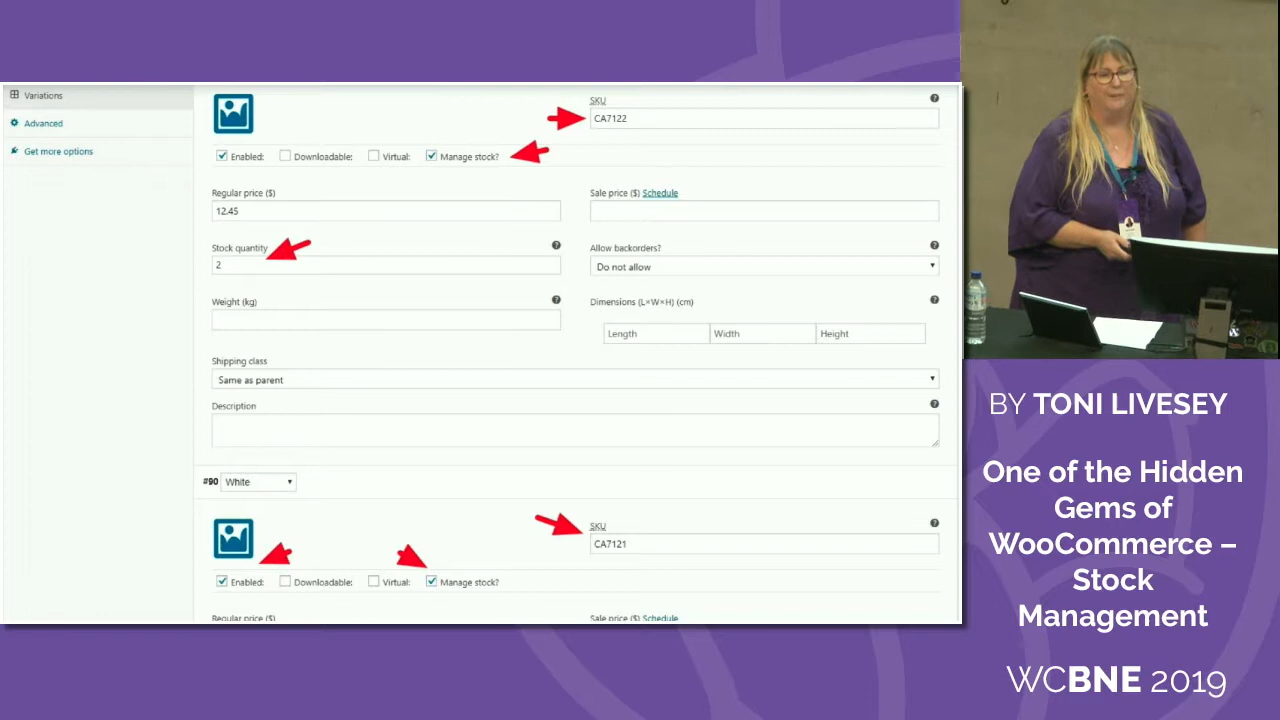 Variations
Advanced
Get more options
SKU
CA7122
Enabled: Downloadable: Virtual: Manage stock?
Regular price ($) Sale price ($) Schedule
12.45
Stock quantity Allow backorders?
2 Do not allow
Weight (kg) Dimensions (L×W×H) (cm)
Length Width Height
Shipping class
Same as parent
Description
#90 White
SKU
CA7121
Enabled: Downloadable: Virtual: Manage stock?
Regular price ($) Sale price ($) Schedule
BY TONI LIVESEY
One of the Hidden
Gems of
WooCommerce –
Stock
Management
WCBNE 2019